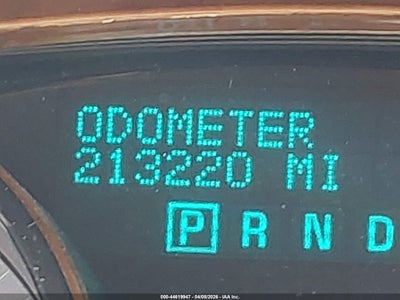 ODOMETER
213220 MI
P R N D
000-44619947 - 04/09/2026 - IAA Inc.